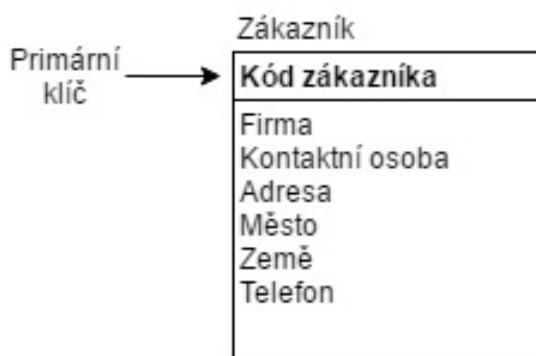 Zákazník
Primární
klíč
Kód zákazníka
Firma
Kontaktní osoba
Adresa
Město
Země
Telefon